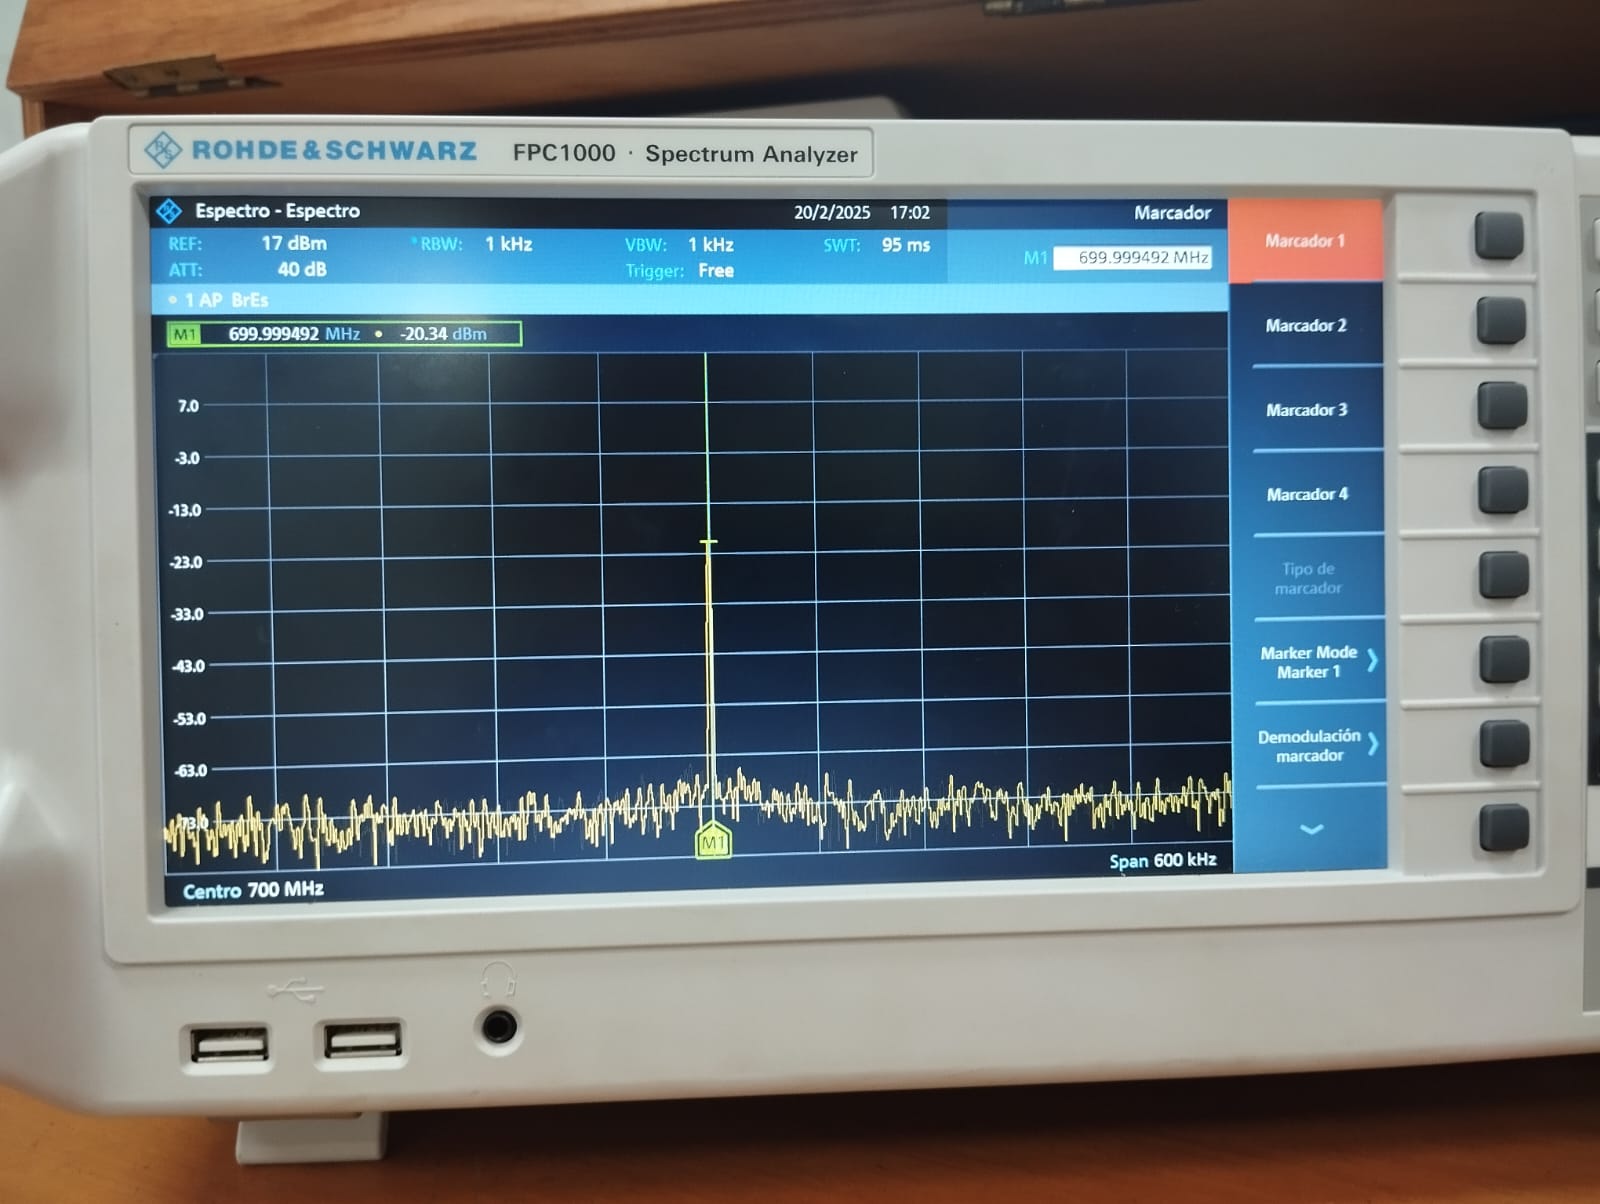 ROHDE & SCHWARZ FPC1000 · Spectrum Analyzer
Espectro - Espectro 20/2/2025 17:02 Marcador
REF: 17 dBm RBW: 1 kHz VBW: 1 kHz SWT: 95 ms
ATT: 40 dB Trigger: Free
M1 699.999492 MHz
1 AP BrEs
M1 699.999492 MHz • -20.34 dBm
7.0
-3.0
-13.0
-23.0
-33.0
-43.0
-53.0
-63.0
-73.0
M1
Centro 700 MHz Span 600 kHz
Marcador 1
Marcador 2
Marcador 3
Marcador 4
Tipo de
marcador
Marker Mode
Marker 1
Demodulación
marcador